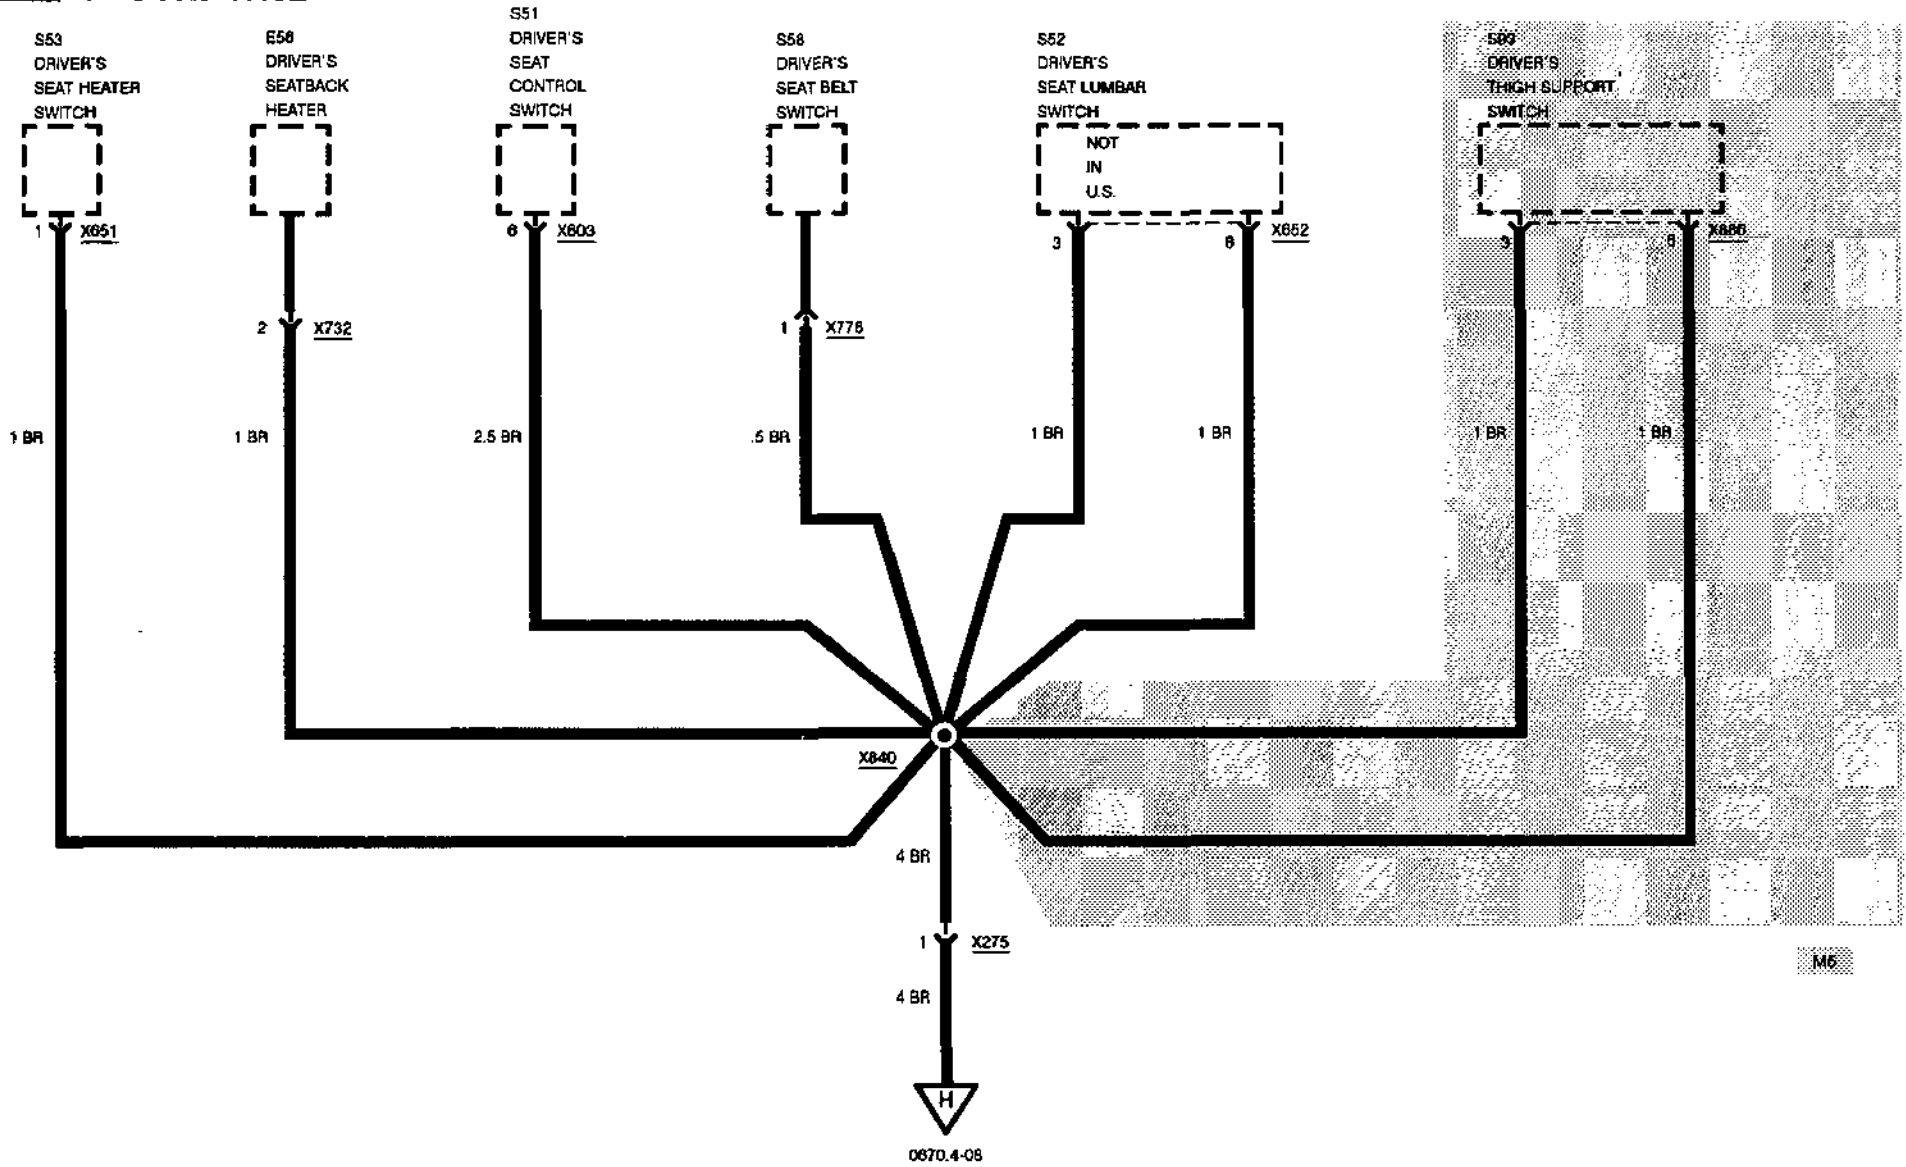 S53
DRIVER'S
SEAT HEATER
SWITCH
E56
DRIVER'S
SEATBACK
HEATER
S51
DRIVER'S
SEAT
CONTROL
SWITCH
S58
DRIVER'S
SEAT BELT
SWITCH
S52
DRIVER'S
SEAT LUMBAR
SWITCH
DRIVER'S
THIGH SUPPORT
SWITCH
NOT
IN
U.S.
1
X651
6
X603
3
6
X652
3
6
2
X732
1
X776
1 BR
1 BR
2.5 BR
.5 BR
1 BR
1 BR
1 BR
1 BR
X640
4 BR
1
X275
M5
4 BR
H
0670.4-08